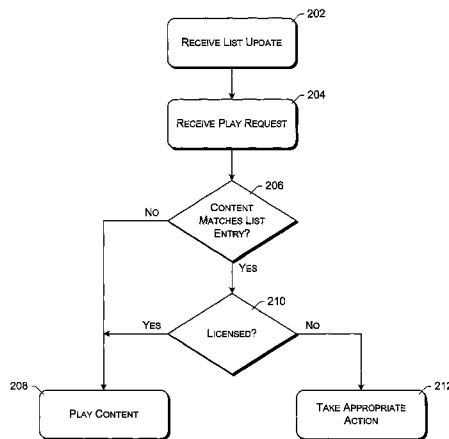 202
RECEIVE LIST UPDATE
204
RECEIVE PLAY REQUEST
206
CONTENT
MATCHES LIST
ENTRY?
NO
YES
210
LICENSED?
YES
NO
208
PLAY CONTENT
212
TAKE APPROPRIATE
ACTION